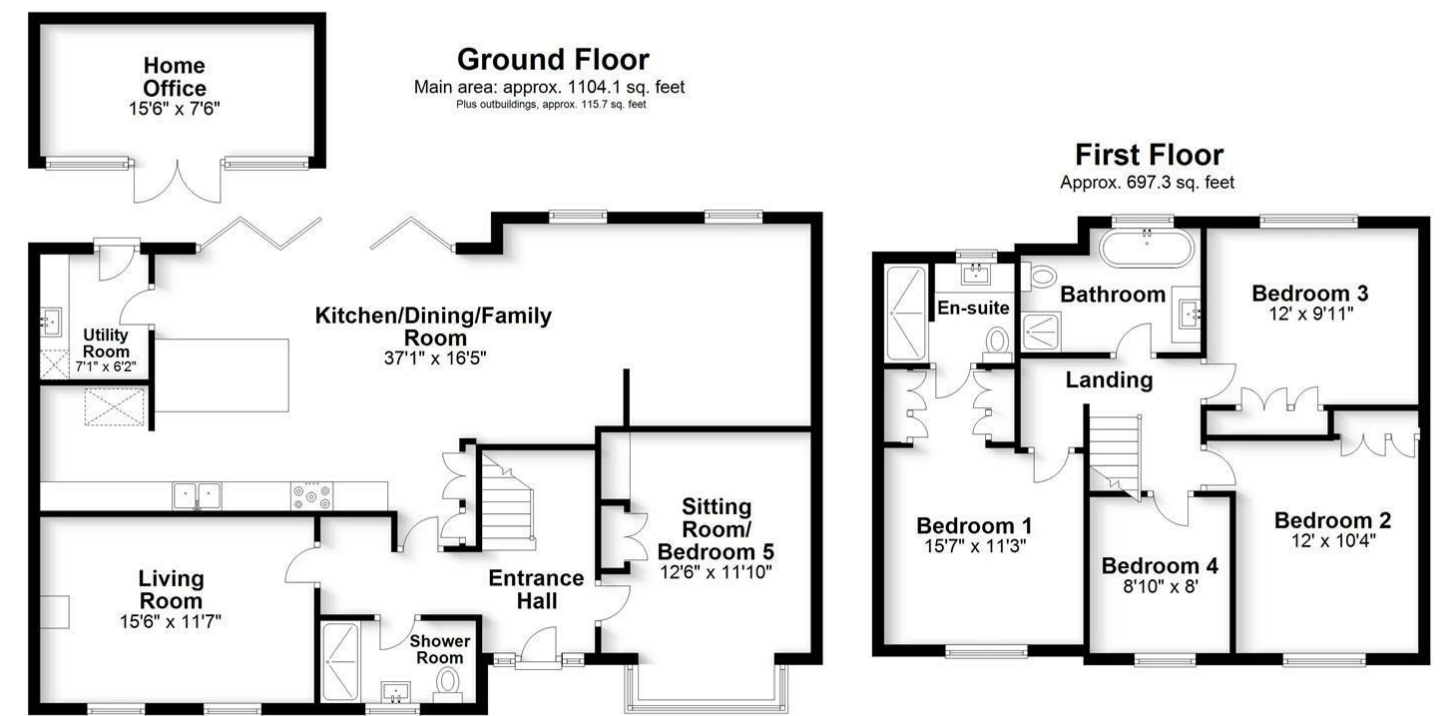 Home
Office
15'6" x 7'6"
Ground Floor
Main area: approx. 1104.1 sq. feet
Plus outbuildings, approx. 115.7 sq. feet
Kitchen/Dining/Family
Room
37'1" x 16'5"
Utility
Room
7'1" x 6'2"
Living
Room
15'6" x 11'7"
Shower
Room
Entrance
Hall
Sitting
Room/
Bedroom 5
12'6" x 11'10"
First Floor
Approx. 697.3 sq. feet
En-suite
Bathroom
Bedroom 3
12' x 9'11"
Landing
Bedroom 1
15'7" x 11'3"
Bedroom 4
8'10" x 8'
Bedroom 2
12' x 10'4"